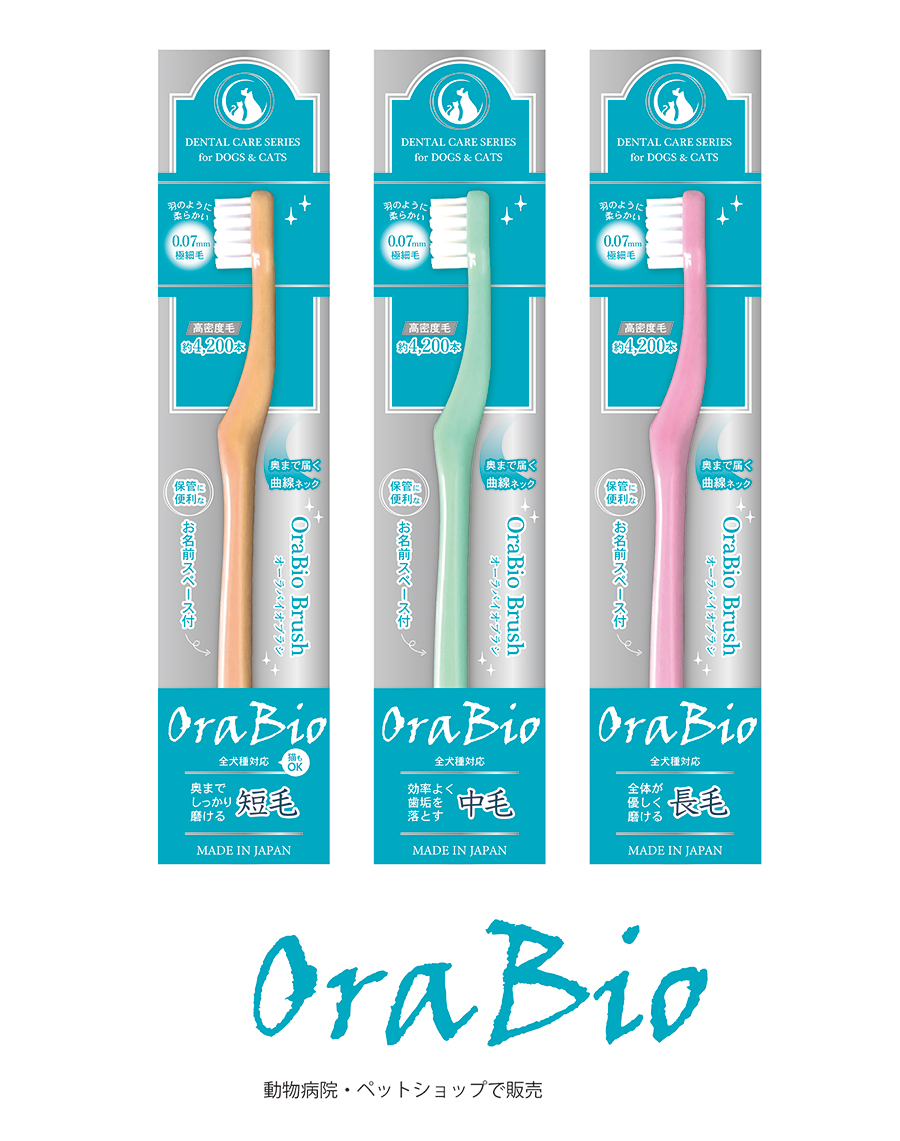 DENTAL CARE SERIES
for DOGS & CATS
羽のように
柔らかい
0.07mm
極細毛
高密度毛
約4,200本
奥まで届く
曲線ネック
保管に
便利な
お名前スペース付
OraBio Brush
オーラバイオブラシ
OraBio
全犬種対応
猫も
OK
奥まで
しっかり
磨ける
短毛
MADE IN JAPAN
DENTAL CARE SERIES
for DOGS & CATS
羽のように
柔らかい
0.07mm
極細毛
高密度毛
約4,200本
奥まで届く
曲線ネック
保管に
便利な
お名前スペース付
OraBio Brush
オーラバイオブラシ
OraBio
全犬種対応
効率よく
歯垢を
落とす
中毛
MADE IN JAPAN
DENTAL CARE SERIES
for DOGS & CATS
羽のように
柔らかい
0.07mm
極細毛
高密度毛
約4,200本
奥まで届く
曲線ネック
保管に
便利な
お名前スペース付
OraBio Brush
オーラバイオブラシ
OraBio
全犬種対応
全体が
優しく
磨ける
長毛
MADE IN JAPAN
OraBio
動物病院・ペットショップで販売